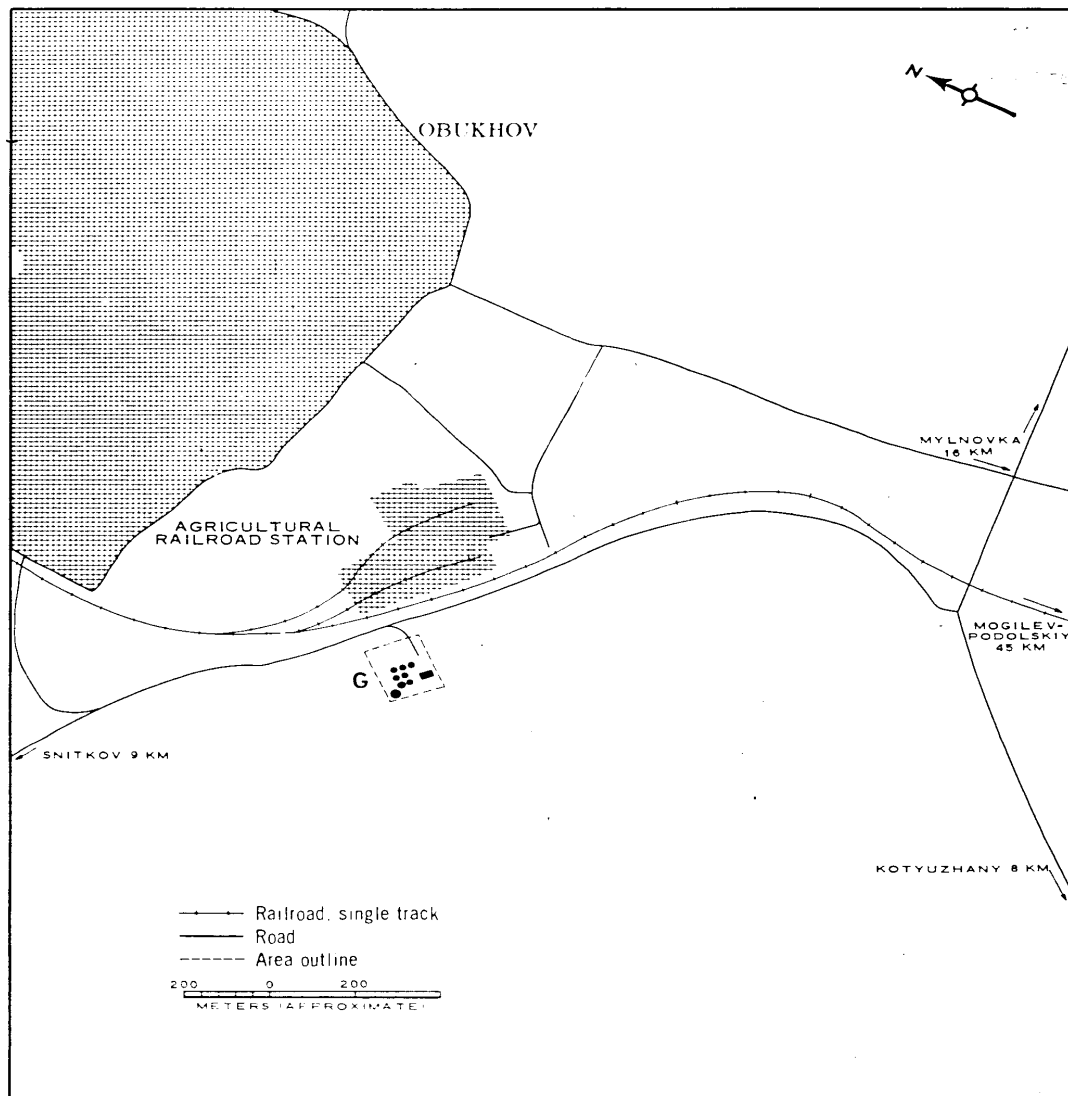 N
OBUKHOV
MYLNOVKA
16 KM
AGRICULTURAL
RAILROAD STATION
MOGILEV-
PODOLSKIY
45 KM
G
SNITKOV 9 KM
KOTYUZHANY 8 KM
Railroad, single track
Road
Area outline
200 0 200
METERS (APPROXIMATE)